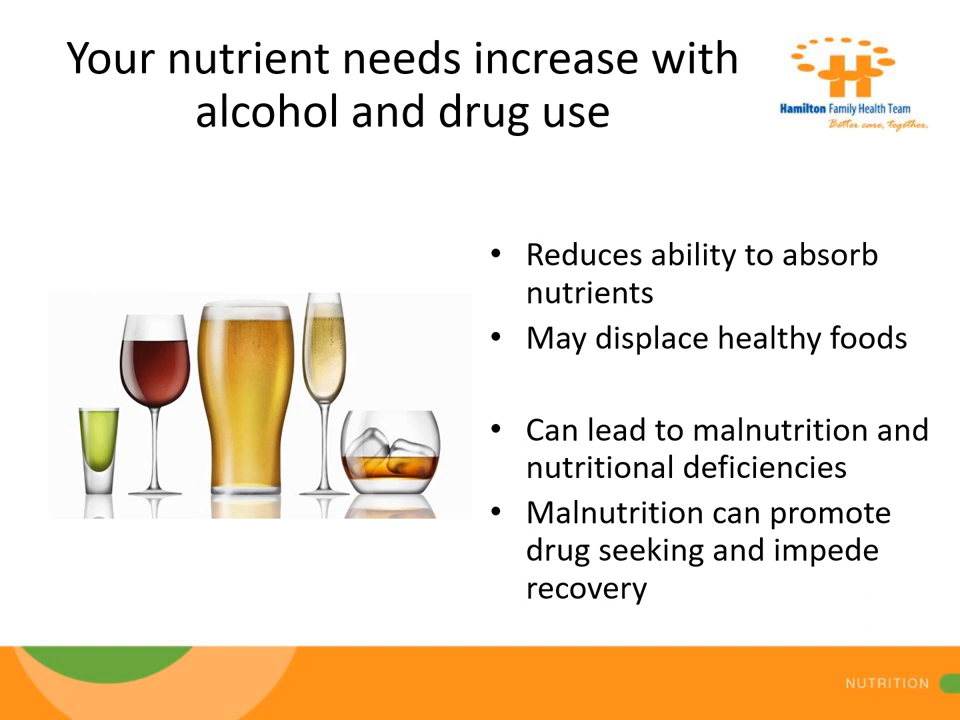 Your nutrient needs increase with
alcohol and drug use
Hamilton Family Health Team
Better care, together.
• Reduces ability to absorb
nutrients
• May displace healthy foods
• Can lead to malnutrition and
nutritional deficiencies
• Malnutrition can promote
drug seeking and impede
recovery
NUTRITION